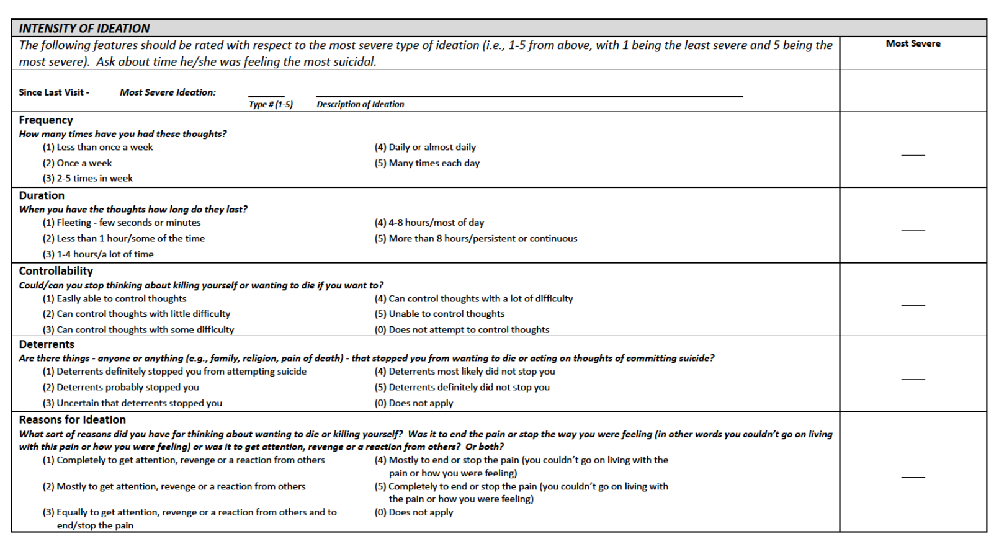 INTENSITY OF IDEATION
The following features should be rated with respect to the most severe type of ideation (i.e., 1-5 from above, with 1 being the least severe and 5 being the
most severe). Ask about time he/she was feeling the most suicidal.
Most Severe
Since Last Visit - Most Severe Ideation: _____ _____
Type # (1-5) Description of Ideation
Frequency
How many times have you had these thoughts?
(1) Less than once a week (4) Daily or almost daily
(2) Once a week (5) Many times each day
(3) 2-5 times in week
____
Duration
When you have the thoughts how long do they last?
(1) Fleeting - few seconds or minutes (4) 4-8 hours/most of day
(2) Less than 1 hour/some of the time (5) More than 8 hours/persistent or continuous
(3) 1-4 hours/a lot of time
____
Controllability
Could/can you stop thinking about killing yourself or wanting to die if you want to?
(1) Easily able to control thoughts (4) Can control thoughts with a lot of difficulty
(2) Can control thoughts with little difficulty (5) Unable to control thoughts
(3) Can control thoughts with some difficulty (0) Does not attempt to control thoughts
____
Deterrents
Are there things - anyone or anything (e.g., family, religion, pain of death) - that stopped you from wanting to die or acting on thoughts of committing suicide?
(1) Deterrents definitely stopped you from attempting suicide (4) Deterrents most likely did not stop you
(2) Deterrents probably stopped you (5) Deterrents definitely did not stop you
(3) Uncertain that deterrents stopped you (0) Does not apply
____
Reasons for Ideation
What sort of reasons did you have for thinking about wanting to die or killing yourself? Was it to end the pain or stop the way you were feeling (in other words you couldn't go on living
with this pain or how you were feeling) or was it to get attention, revenge or a reaction from others? Or both?
(1) Completely to get attention, revenge or a reaction from others (4) Mostly to end or stop the pain (you couldn't go on living with the
pain or how you were feeling)
(2) Mostly to get attention, revenge or a reaction from others (5) Completely to end or stop the pain (you couldn't go on living with
the pain or how you were feeling)
(3) Equally to get attention, revenge or a reaction from others and to (0) Does not apply
end/stop the pain
____